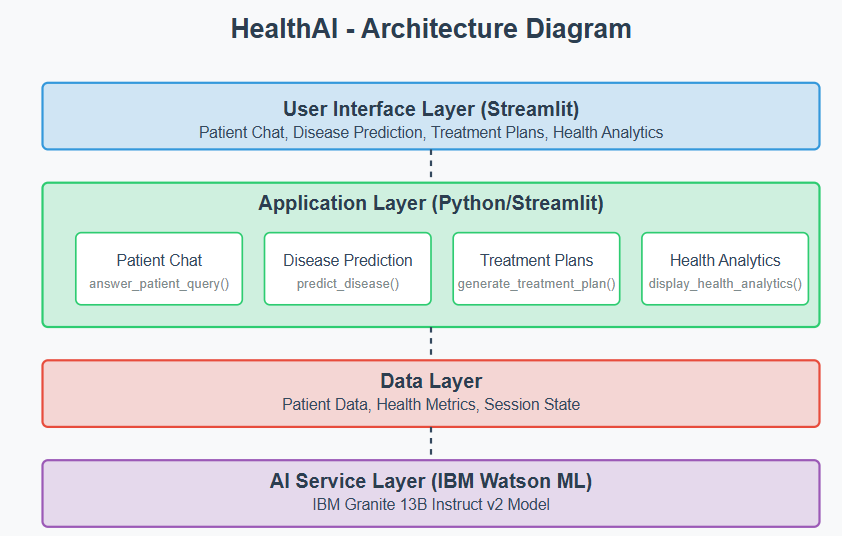 HealthAI - Architecture Diagram
User Interface Layer (Streamlit)
Patient Chat, Disease Prediction, Treatment Plans, Health Analytics
Application Layer (Python/Streamlit)
Patient Chat
answer_patient_query()
Disease Prediction
predict_disease()
Treatment Plans
generate_treatment_plan()
Health Analytics
display_health_analytics()
Data Layer
Patient Data, Health Metrics, Session State
AI Service Layer (IBM Watson ML)
IBM Granite 13B Instruct v2 Model